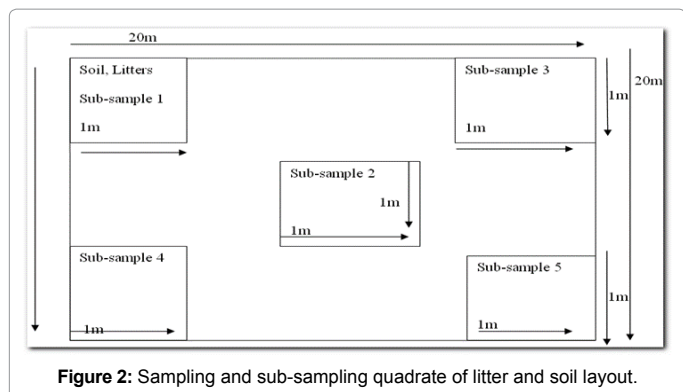 20m
Soil, Litters
Sub-sample 1
1m
Sub-sample 3
1m
1m
20m
Sub-sample 2
1m
1m
Sub-sample 4
1m
Sub-sample 5
1m
1m
Figure 2: Sampling and sub-sampling quadrate of litter and soil layout.